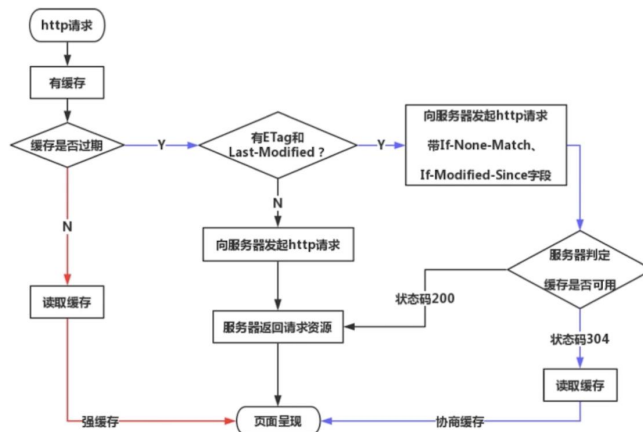 http请求
有缓存
缓存是否过期
Y
有ETag和
Last-Modified ?
Y
向服务器发起http请求
带If-None-Match、
If-Modified-Since字段
N
N
向服务器发起http请求
服务器判定
缓存是否可用
读取缓存
状态码200
服务器返回请求资源
状态码304
读取缓存
强缓存
页面呈现
协商缓存